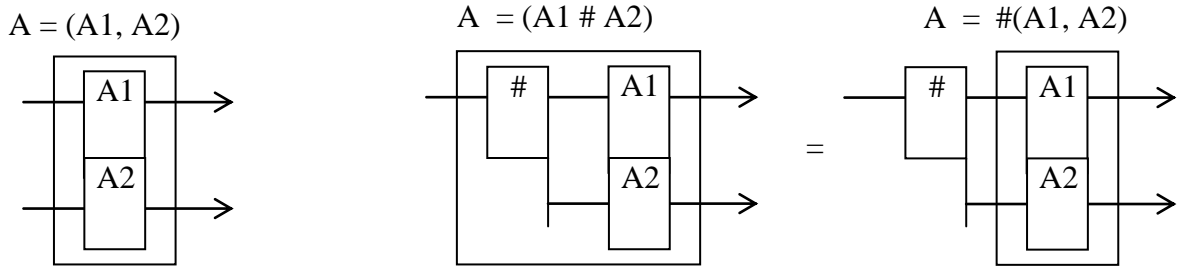 A = (A1, A2)
A = (A1 # A2)
A = #(A1, A2)
A1
A2
#
A1
A2
=
#
A1
A2